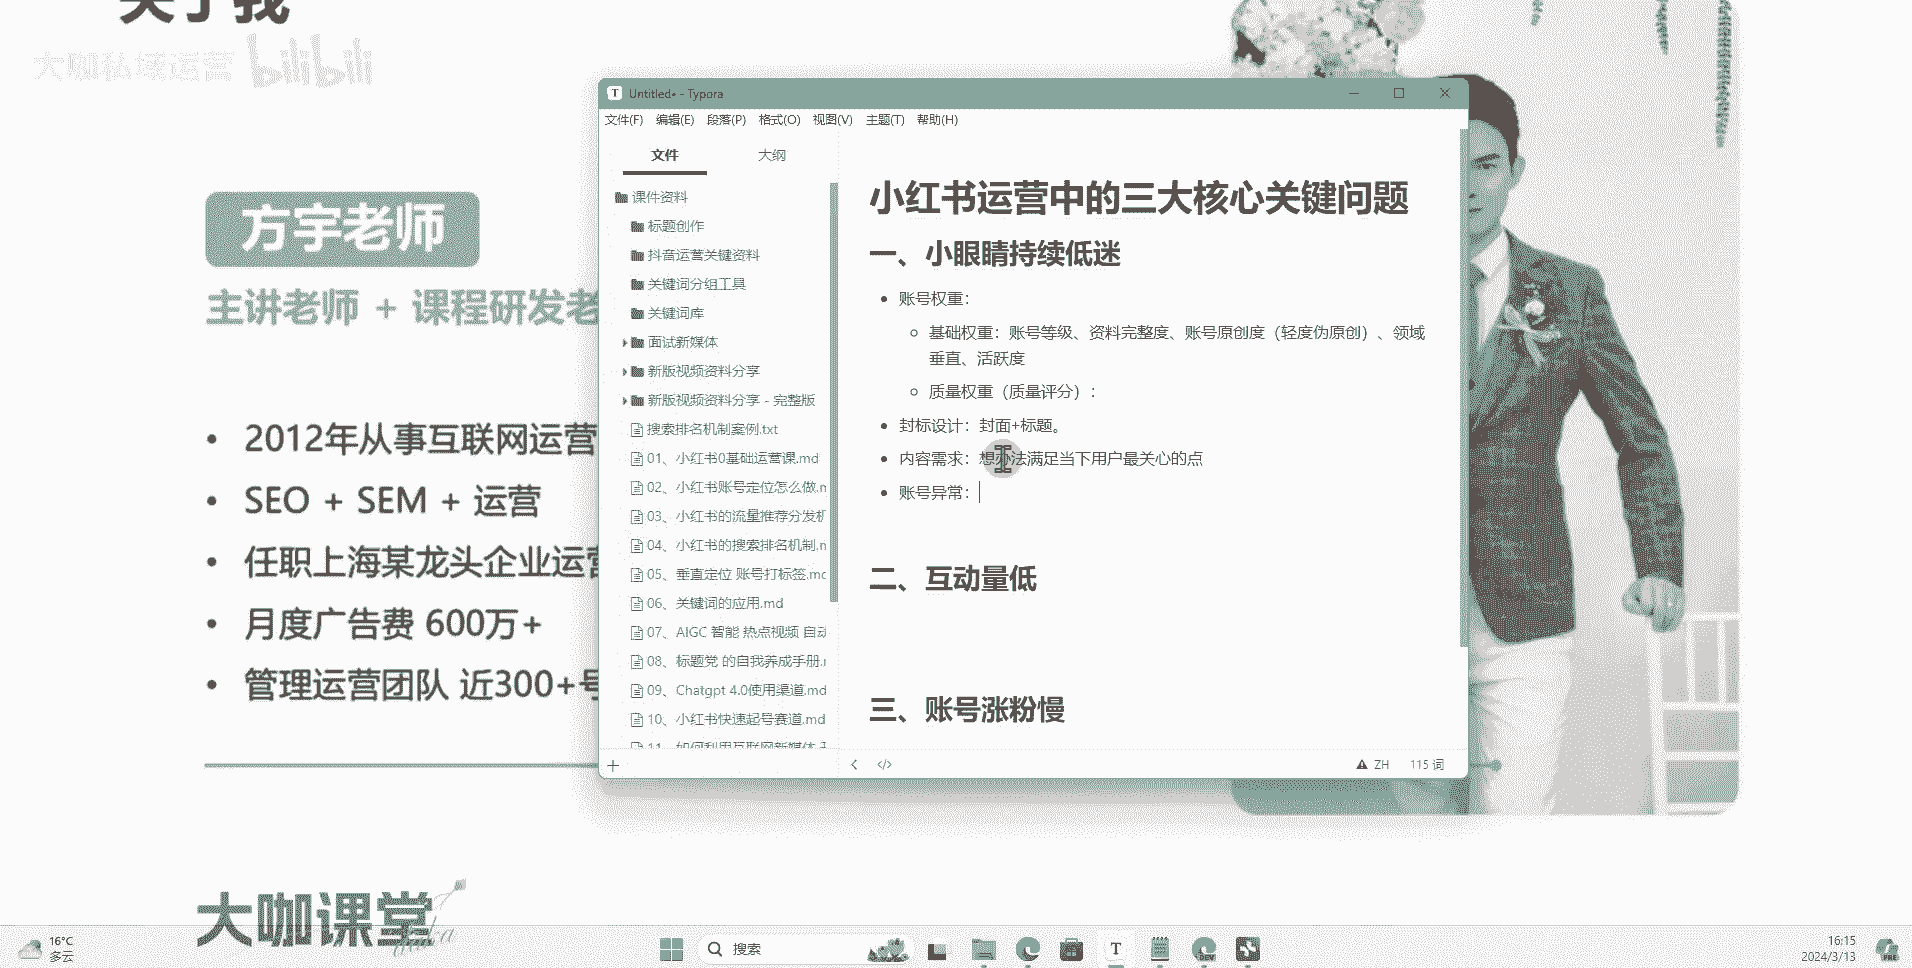 关于我
大咖私域运营 bilibili
方宇老师
主讲老师 + 课程研发老
2012年从事互联网运营
SEO + SEM + 运营
任职上海某龙头企业运营
月度广告费 600万+
管理运营团队 近300+号
大咖课堂
Untitled• - Typora
文件(F) 编辑(E) 段落(P) 格式(O) 视图(V) 主题(T) 帮助(H)
文件 大纲
课件资料
标题创作
抖音运营关键资料
关键词分组工具
关键词库
面试新媒体
新版视频资料分享
新版视频资料分享 - 完整版
搜索排名机制案例.txt
01、小红书0基础运营课.md
02、小红书账号定位怎么做.m
03、小红书的流量推荐分发机
04、小红书的搜索排名机制.m
05、垂直定位 账号打标签.md
06、关键词的应用.md
07、AIGC 智能 热点视频 自动
08、标题党 的自我养成手册.m
09、Chatgpt 4.0使用渠道.md
10、小红书快速起号赛道.md
11、如何利用互联网新媒体
小红书运营中的三大核心关键问题
一、小眼睛持续低迷
账号权重：
基础权重：账号等级、资料完整度、账号原创度（轻度伪原创）、领域
垂直、活跃度
质量权重（质量评分）：
封标设计：封面+标题。
内容需求：想办法满足当下用户最关心的点
账号异常：
二、互动量低
三、账号涨粉慢
ZH 115 词
16°C
多云
搜索
16:15
2024/3/13